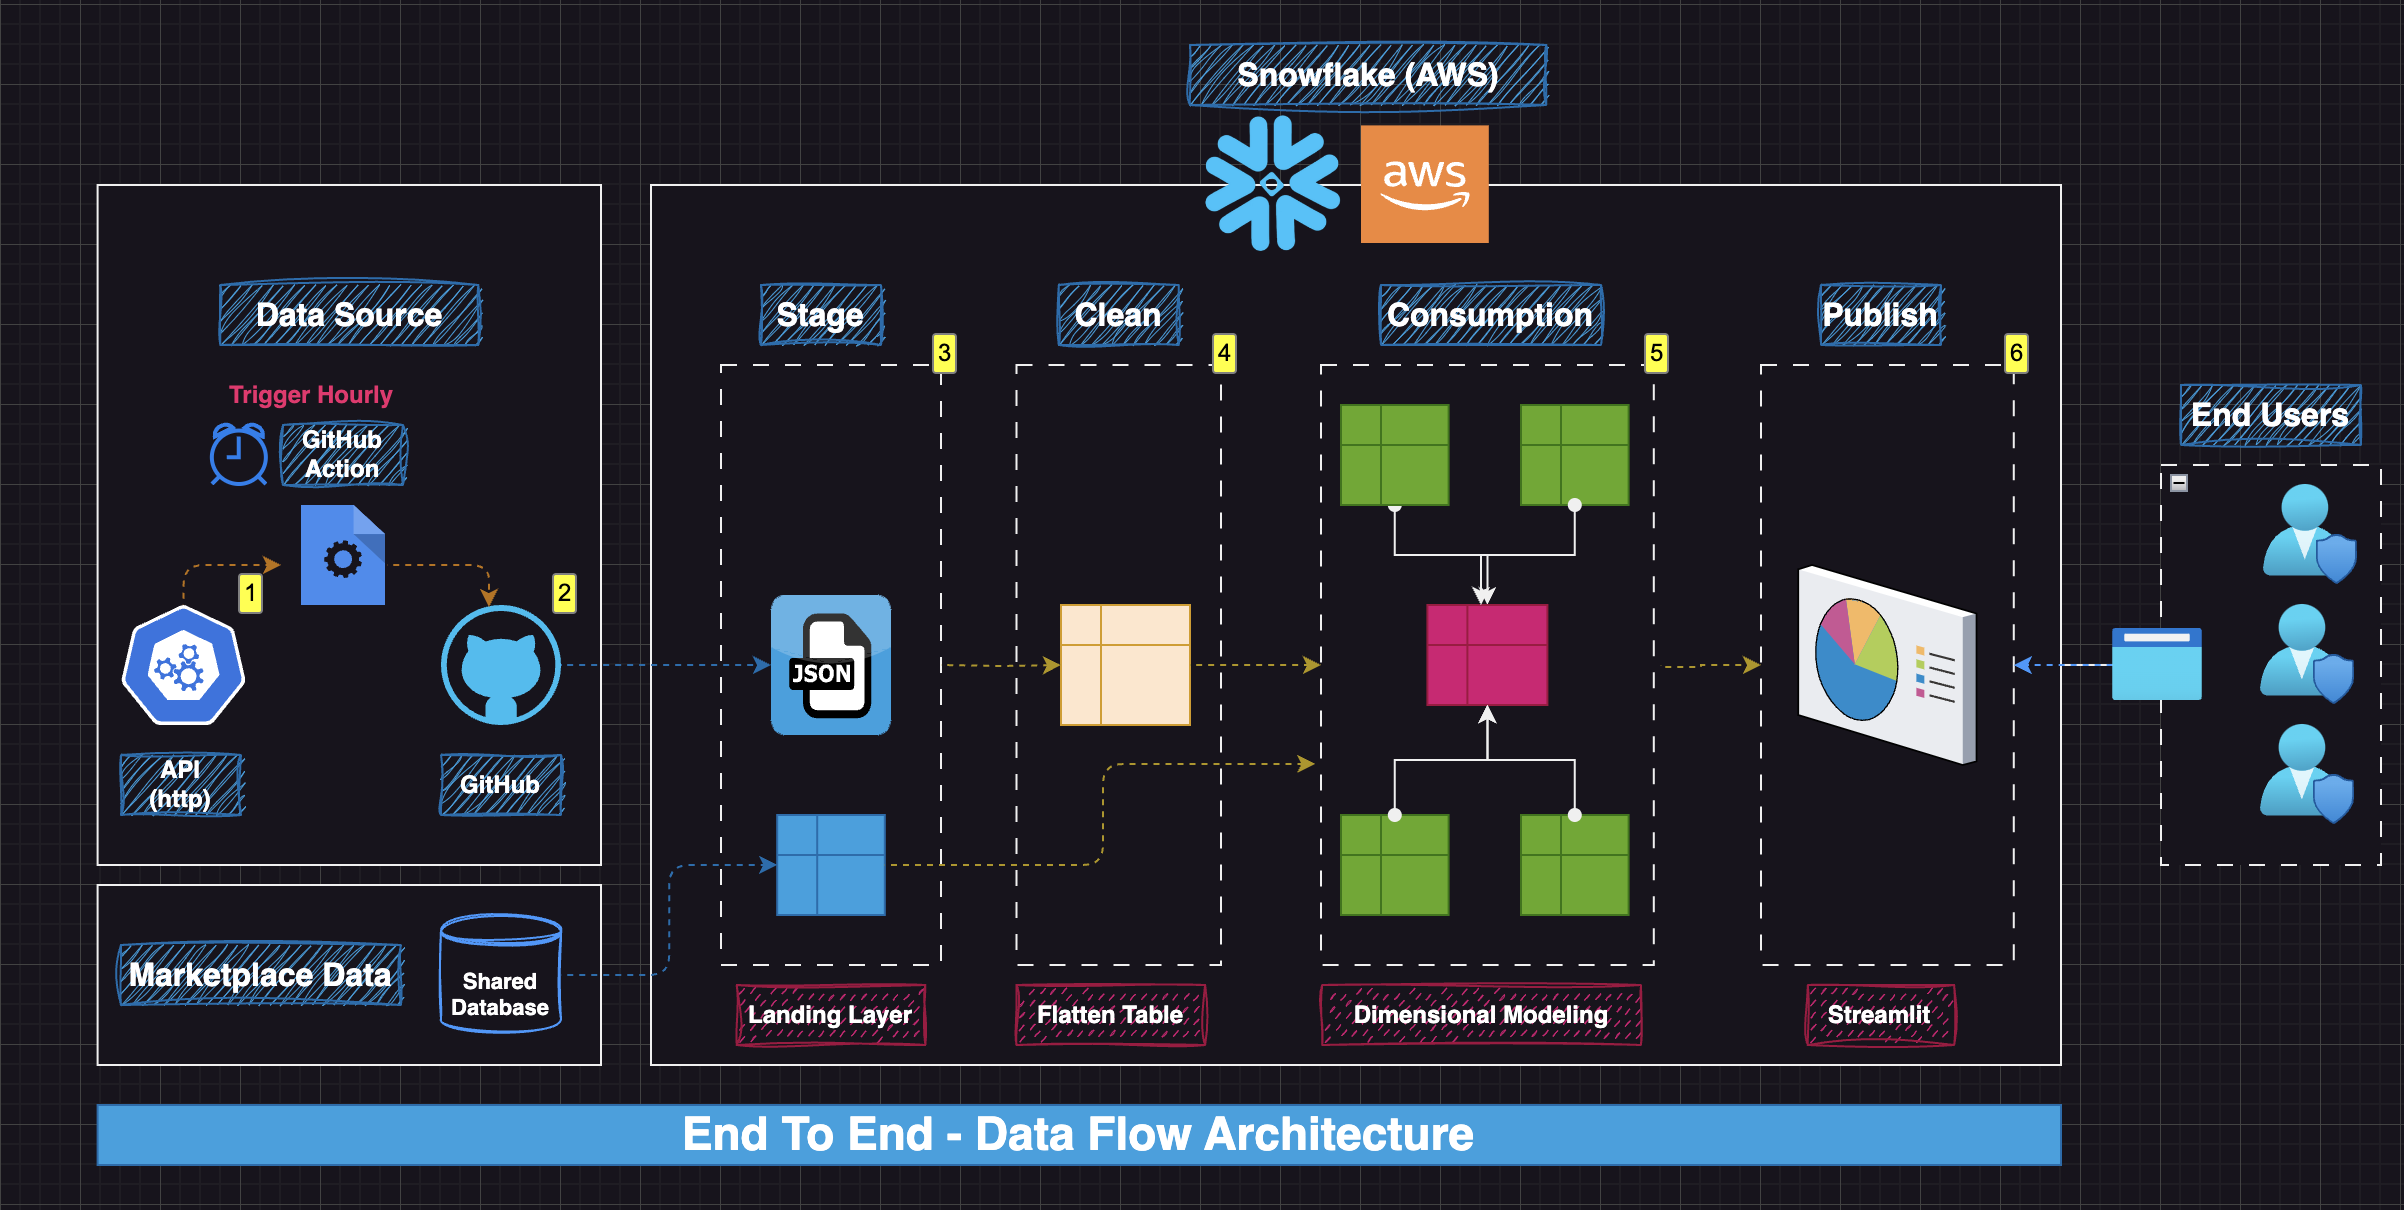 Snowflake (AWS)
aws
Data Source
Trigger Hourly
GitHub
Action
1
2
API
(http)
GitHub
Marketplace Data
Shared
Database
Stage
3
Clean
4
Consumption
5
Publish
6
JSON
Landing Layer
Flatten Table
Dimensional Modeling
Streamlit
End Users
End To End - Data Flow Architecture